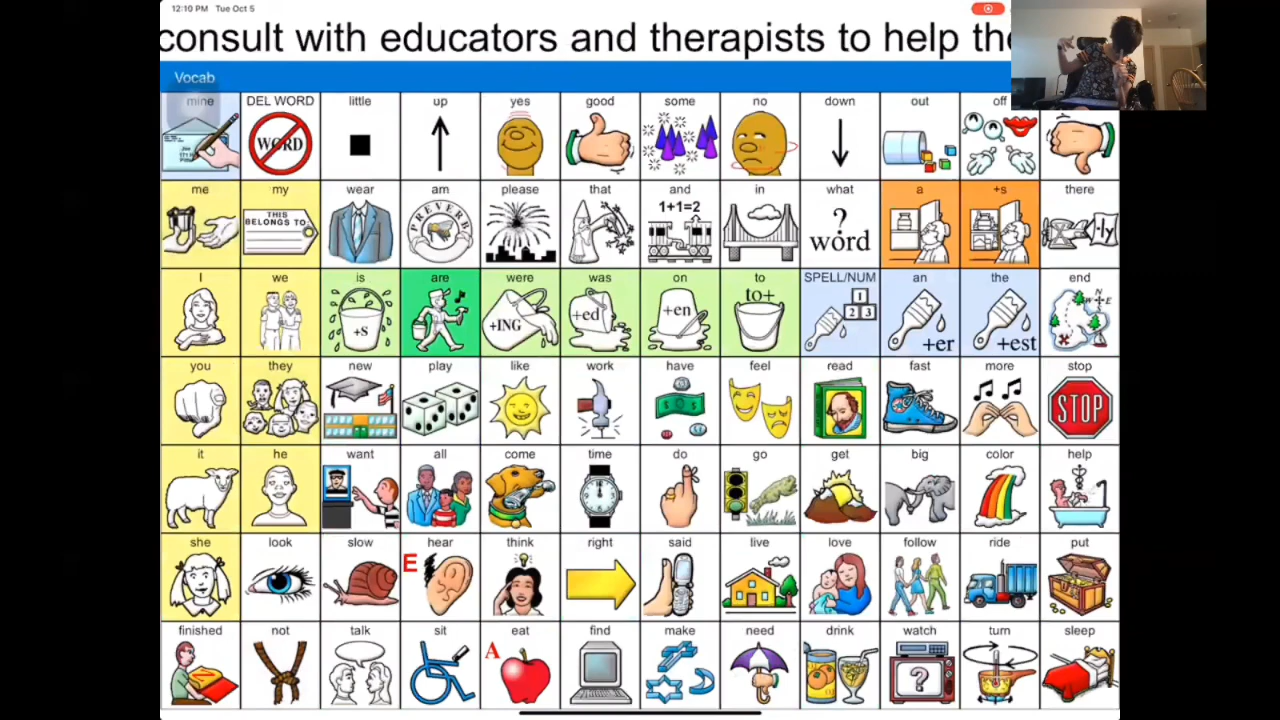 12:10 PM Tue Oct 5
consult with educators and therapists to help the
Vocab
mine DEL WORD little up yes good some no down out off
WORD
me my wear am please that and in what a +s there
THIS BELONGS TO PREVERB 1+1=2 ? word -ly
I we is are were was on to SPELL/NUM an the end
+S +ING +ed +en to+ 1 2 3 +er +est N W E
you they new play like work have feel read fast more stop
STOP
it he want all come time do go get big color help
she look slow hear think right said live love follow ride put
E
finished not talk sit eat find make need drink watch turn sleep
A ?